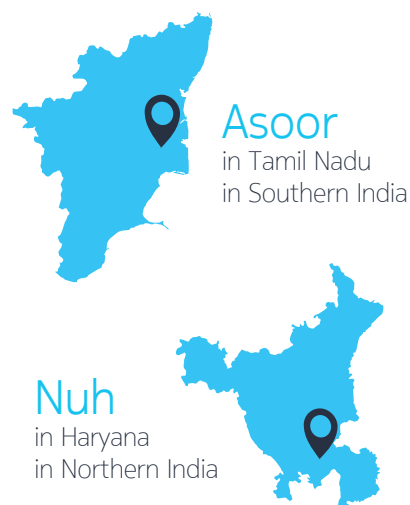 Asoor
in Tamil Nadu
in Southern India
Nuh
in Haryana
in Northern India